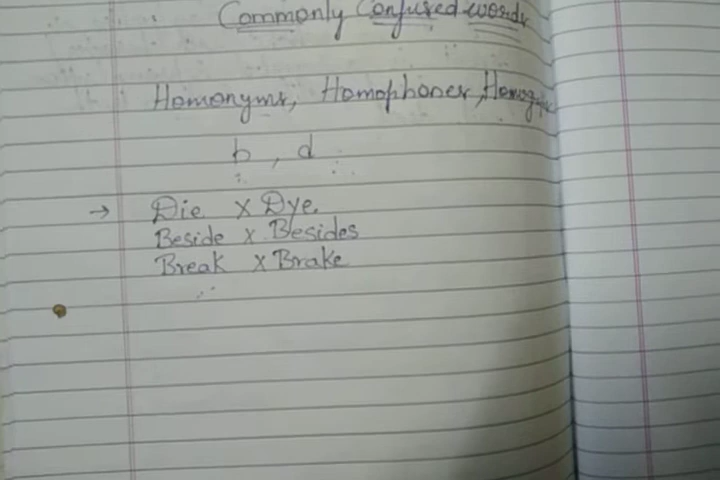 Commonly Confused words
Homonyms, Homophones,
b, d
→ Die X Dye.
Beside X Besides
Break X Brake